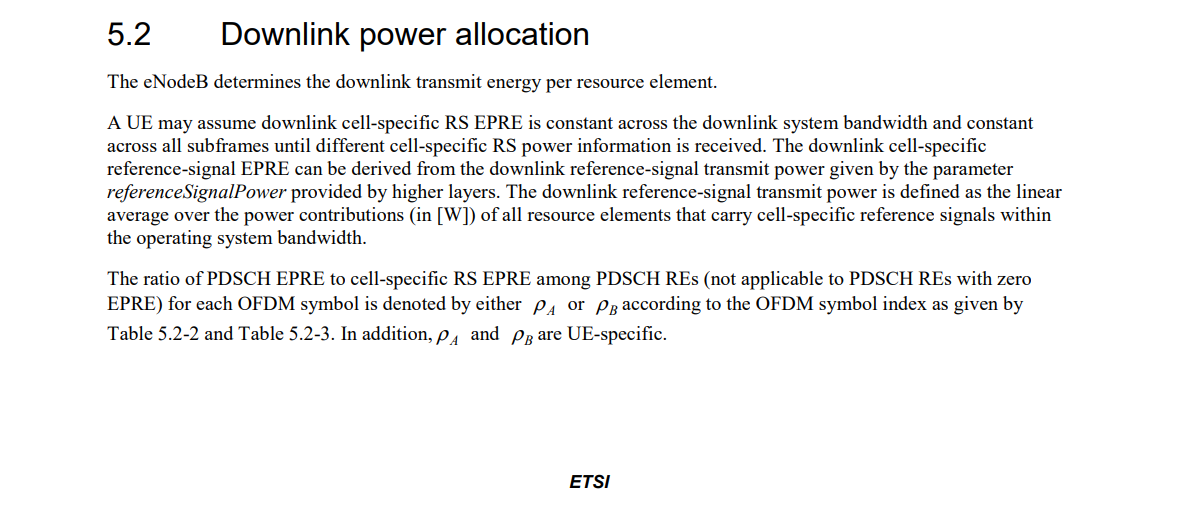 5.2 Downlink power allocation
The eNodeB determines the downlink transmit energy per resource element.
A UE may assume downlink cell-specific RS EPRE is constant across the downlink system bandwidth and constant
across all subframes until different cell-specific RS power information is received. The downlink cell-specific
reference-signal EPRE can be derived from the downlink reference-signal transmit power given by the parameter
referenceSignalPower provided by higher layers. The downlink reference-signal transmit power is defined as the linear
average over the power contributions (in [W]) of all resource elements that carry cell-specific reference signals within
the operating system bandwidth.
The ratio of PDSCH EPRE to cell-specific RS EPRE among PDSCH REs (not applicable to PDSCH REs with zero
EPRE) for each OFDM symbol is denoted by either ρA or ρB according to the OFDM symbol index as given by
Table 5.2-2 and Table 5.2-3. In addition, ρA and ρB are UE-specific.
ETSI